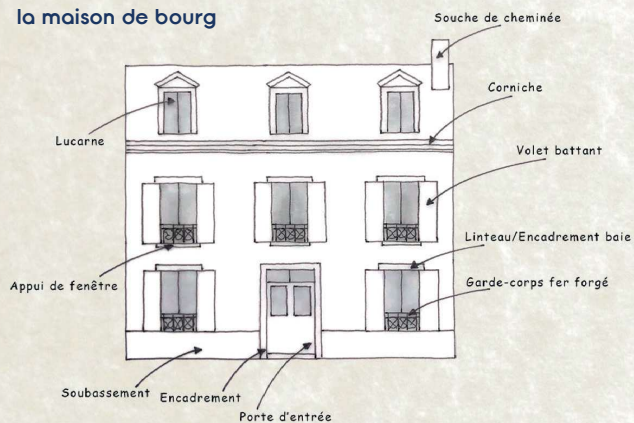 la maison de bourg
Souche de cheminée
Corniche
Lucarne
Volet battant
Linteau/Encadrement baie
Appui de fenêtre
Garde-corps fer forgé
Soubassement
Encadrement
Porte d'entrée